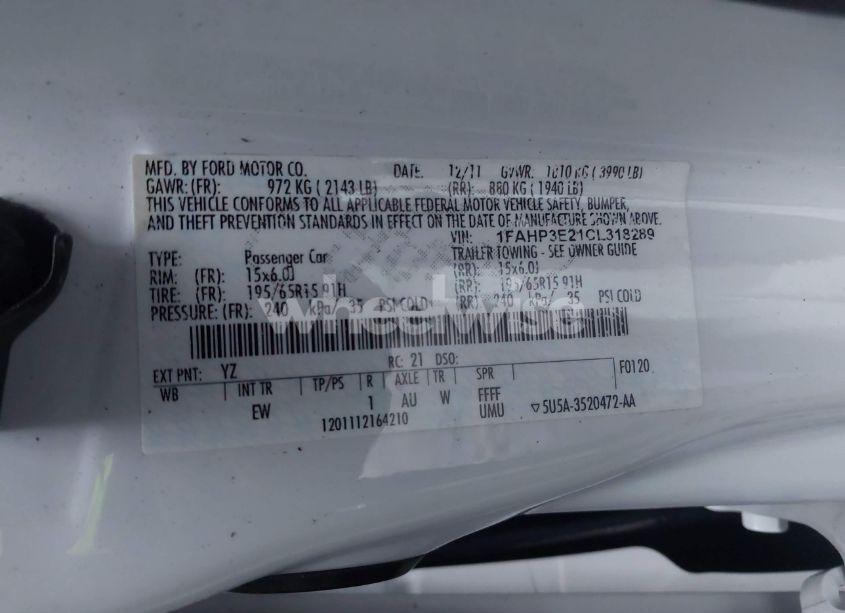 MFD. BY FORD MOTOR CO. DATE: 12/11 GVWR: 1810 KG ( 3990 LB)
GAWR: (FR): 972 KG ( 2143 LB) (RR): 880 KG ( 1940 LB)
THIS VEHICLE CONFORMS TO ALL APPLICABLE FEDERAL MOTOR VEHICLE SAFETY, BUMPER,
AND THEFT PREVENTION STANDARDS IN EFFECT ON THE DATE OF MANUFACTURE SHOWN ABOVE.
VIN: 1FAHP3E21CL318289
TYPE: Passenger Car TRAILER TOWING - SEE OWNER GUIDE
RIM: (FR): 15x6.0J (RR): 15x6.0J
TIRE: (FR): 195/65R15 91H (RR): 195/65R15 91H
PRESSURE: (FR): 240 kPa/ 35 PSI COLD (RR): 240 kPa/ 35 PSI COLD
wheelwise
RC: 21 DSO:
EXT PNT: YZ F0120
WB INT TR TP/PS R AXLE TR SPR
EW 1 AU W FFFF
UMU
1201112164210 ▽5U5A-3520472-AA